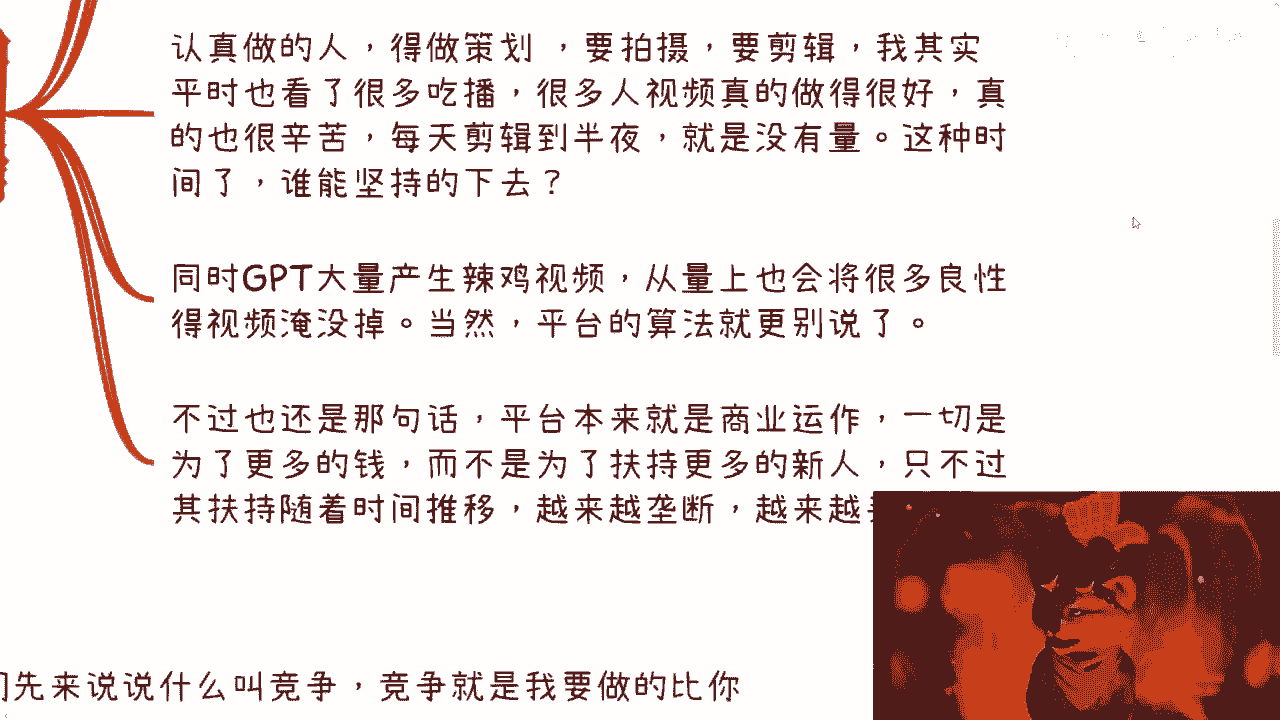 认真做的人，得做策划 ，要拍摄，要剪辑，我其实
平时也看了很多吃播，很多人视频真的做得很好，真
的也很辛苦，每天剪辑到半夜，就是没有量。这种时
间了，谁能坚持的下去？
同时GPT大量产生辣鸡视频，从量上也会将很多良性
得视频淹没掉。当然，平台的算法就更别说了。
不过也还是那句话，平台本来就是商业运作，一切是
为了更多的钱，而不是为了扶持更多的新人，只不过
其扶持随着时间推移，越来越垄断，越来越
先来说说什么叫竞争，竞争就是我要做的比你